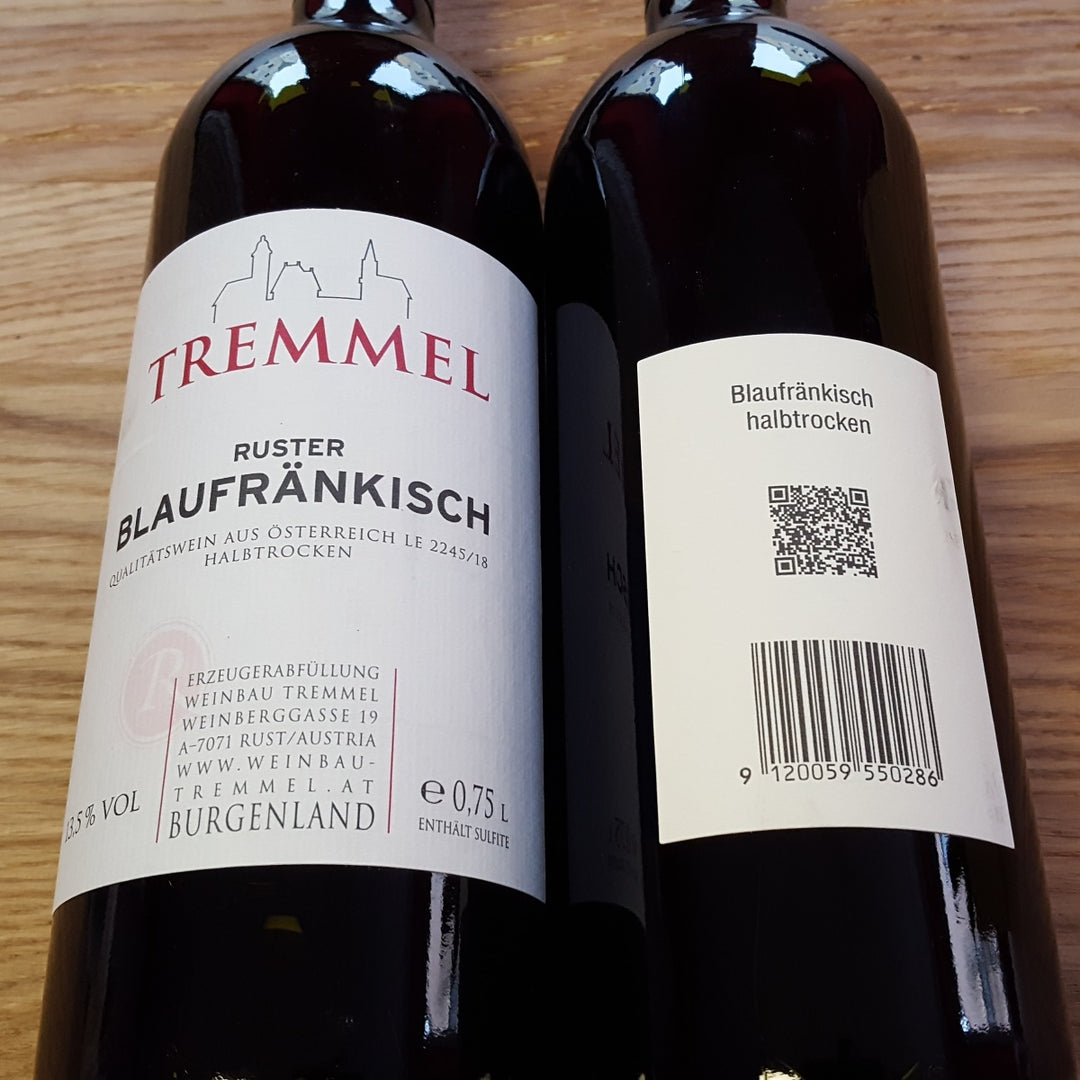 TREMMEL
RUSTER
BLAUFRÄNKISCH
QUALITÄTSWEIN AUS ÖSTERREICH LE 2245/18
HALBTROCKEN
R
ERZEUGERABFÜLLUNG
WEINBAU TREMMEL
WEINBERGGASSE 19
A-7071 RUST/AUSTRIA
WWW.WEINBAU-
TREMMEL.AT
BURGENLAND
13,5 % VOL
e 0,75 L
ENTHÄLT SULFITE
Blaufränkisch
halbtrocken
9 120059 550286